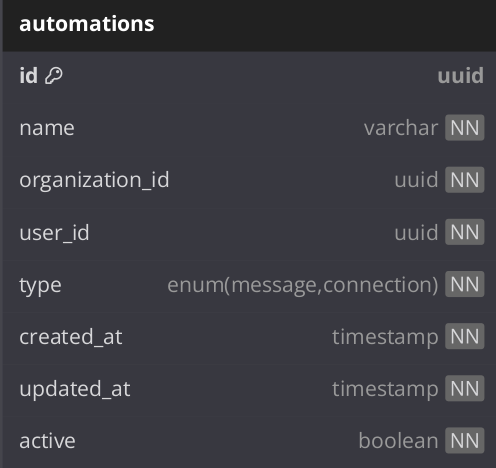 automations
id uuid
name varchar NN
organization_id uuid NN
user_id uuid NN
type enum(message,connection) NN
created_at timestamp NN
updated_at timestamp NN
active boolean NN